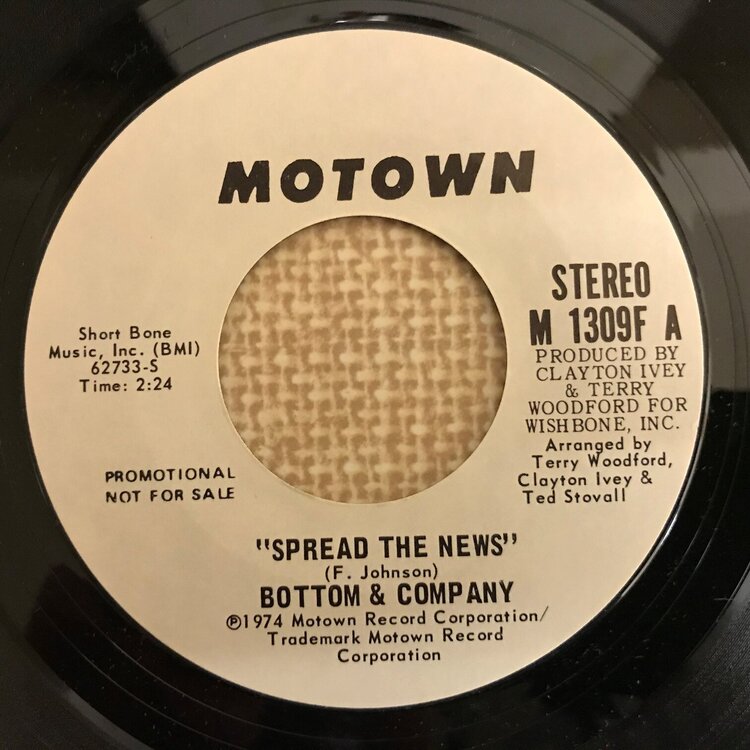 MOTOWN
Short Bone
Music, Inc. (BMI)
62733-S
Time: 2:24
PROMOTIONAL
NOT FOR SALE
STEREO
M 1309F A
PRODUCED BY
CLAYTON IVEY
& TERRY
WOODFORD FOR
WISHBONE, INC.
Arranged by
Terry Woodford,
Clayton Ivey &
Ted Stovall
"SPREAD THE NEWS"
(F. Johnson)
BOTTOM & COMPANY
℗1974 Motown Record Corporation/
Trademark Motown Record
Corporation